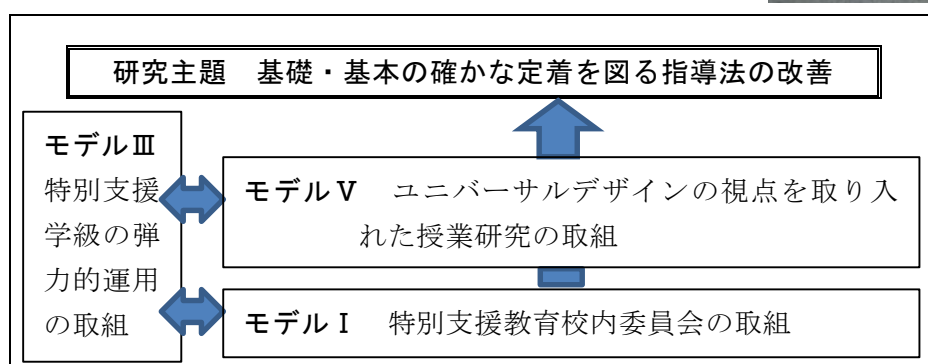 研究主題　基礎・基本の確かな定着を図る指導法の改善
モデルⅢ
特別支援
学級の弾
力的運用
の取組
モデルⅤ　ユニバーサルデザインの視点を取り入
れた授業研究の取組
モデルⅠ　特別支援教育校内委員会の取組